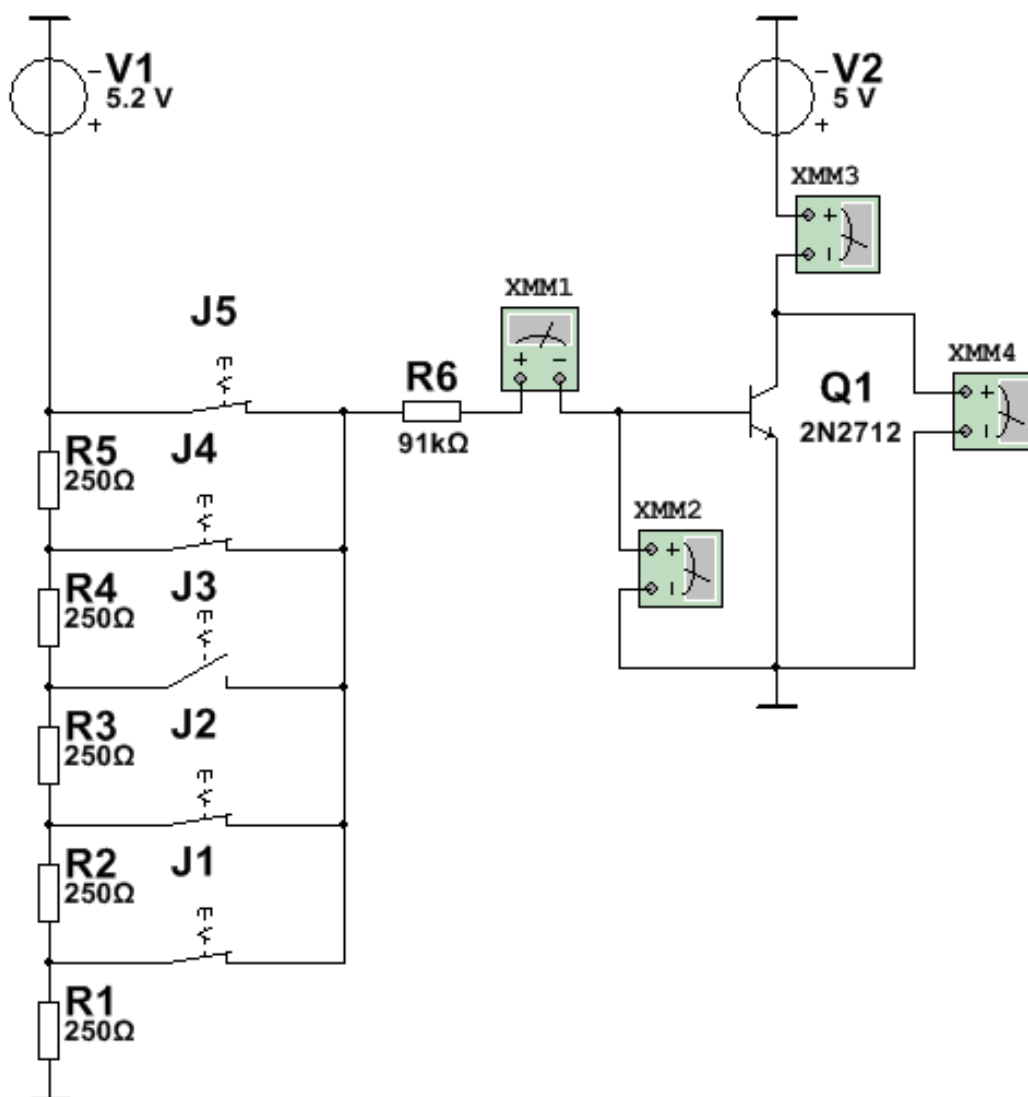 V1
5.2 V
V2
5 V
XMM3
J5
XMM1
R6
91kΩ
XMM4
Q1
2N2712
R5
250Ω
J4
XMM2
R4
250Ω
J3
R3
250Ω
J2
R2
250Ω
J1
R1
250Ω